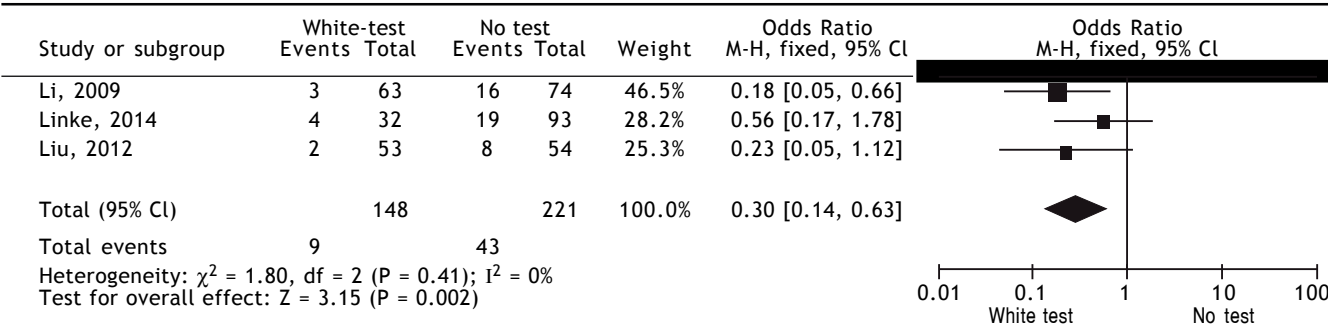 White-test No test Odds Ratio Odds Ratio
Study or subgroup Events Total Events Total Weight M-H, fixed, 95% Cl M-H, fixed, 95% Cl
Li, 2009 3 63 16 74 46.5% 0.18 [0.05, 0.66]
Linke, 2014 4 32 19 93 28.2% 0.56 [0.17, 1.78]
Liu, 2012 2 53 8 54 25.3% 0.23 [0.05, 1.12]
Total (95% Cl) 148 221 100.0% 0.30 [0.14, 0.63]
Total events 9 43
Heterogeneity: χ² = 1.80, df = 2 (P = 0.41); I² = 0%
Test for overall effect: Z = 3.15 (P = 0.002)
0.01 0.1 1 10 100
White test No test